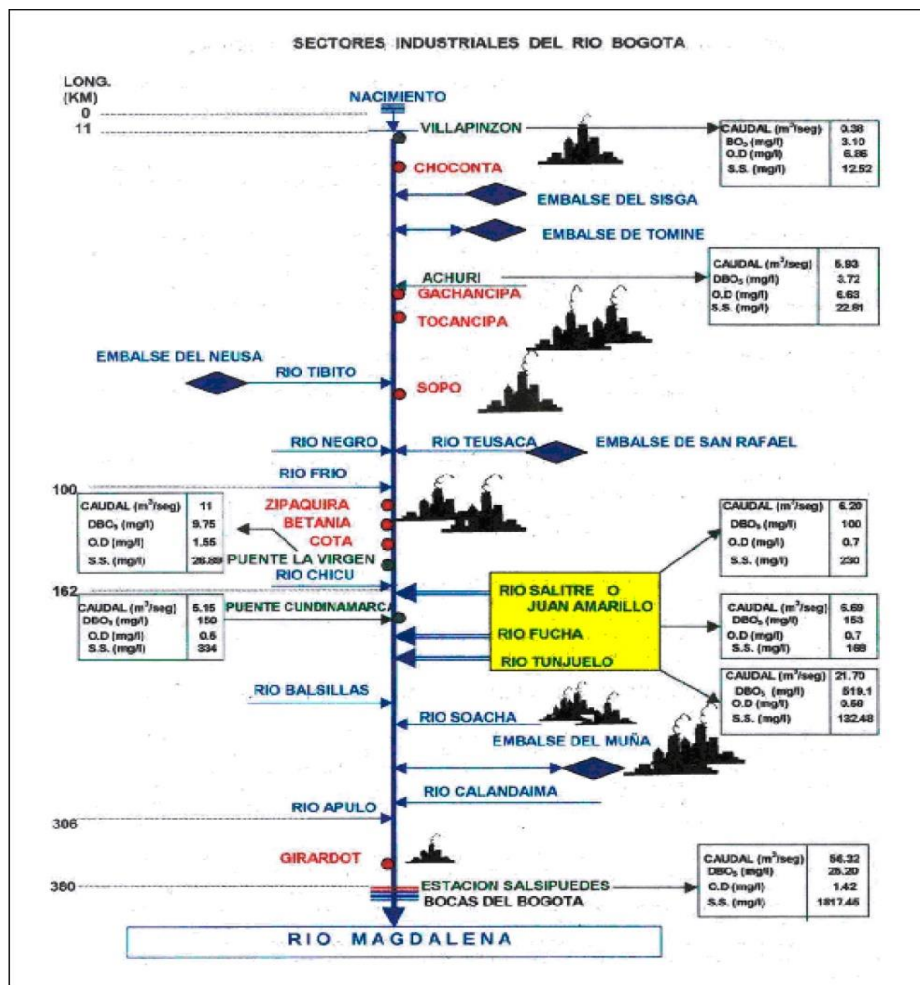 SECTORES INDUSTRIALES DEL RIO BOGOTA
LONG.
(KM)
0
NACIMIENTO
11
VILLAPINZON
CAUDAL (m³/seg) 0.38
BO₅ (mg/l) 3.10
O.D (mg/l) 6.86
S.S. (mg/l) 12.52
CHOCONTA
EMBALSE DEL SISGA
EMBALSE DE TOMINE
ACHURI
CAUDAL (m³/seg) 5.93
DBO₅ (mg/l) 3.72
O.D (mg/l) 6.63
S.S. (mg/l) 22.81
GACHANCIPA
TOCANCIPA
EMBALSE DEL NEUSA
RIO TIBITO
SOPO
RIO NEGRO
RIO TEUSACA
EMBALSE DE SAN RAFAEL
RIO FRIO
100
ZIPAQUIRA
BETANIA
COTA
CAUDAL (m³/seg) 11
DBO₅ (mg/l) 9.75
O.D (mg/l) 1.55
S.S. (mg/l)
PUENTE LA VIRGEN
RIO CHICU
162
CAUDAL (m³/seg) 6.20
DBO₅ (mg/l) 100
O.D (mg/l) 0.7
S.S. (mg/l) 230
RIO SALITRE O
JUAN AMARILLO
RIO FUCHA
RIO TUNJUELO
CAUDAL (m³/seg) 5.15
DBO₅ (mg/l) 150
O.D (mg/l) 0.5
S.S. (mg/l) 334
PUENTE CUNDINAMARCA
CAUDAL (m³/seg) 6.69
DBO₅ (mg/l) 153
O.D (mg/l) 0.7
S.S. (mg/l)
CAUDAL (m³/seg) 21.70
DBO₅ (mg/l) 519.1
O.D (mg/l)
S.S. (mg/l) 132.48
RIO BALSILLAS
RIO SOACHA
EMBALSE DEL MUÑA
RIO CALANDAIMA
RIO APULO
306
GIRARDOT
380
ESTACION SALSIPUEDES
BOCAS DEL BOGOTA
CAUDAL (m³/seg) 56.32
DBO₅ (mg/l)
O.D (mg/l) 1.42
S.S. (mg/l) 1817.45
RIO MAGDALENA